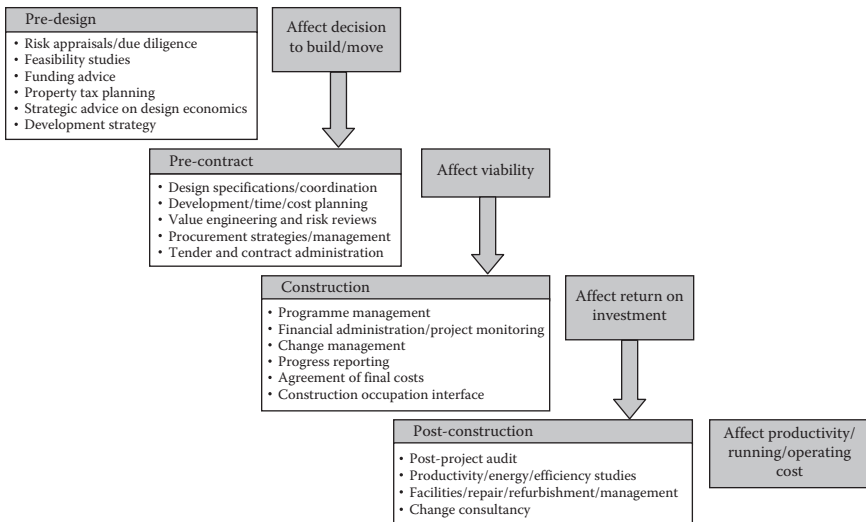 Pre-design
• Risk appraisals/due diligence
• Feasibility studies
• Funding advice
• Property tax planning
• Strategic advice on design economics
• Development strategy
Affect decision
to build/move
Pre-contract
• Design specifications/coordination
• Development/time/cost planning
• Value engineering and risk reviews
• Procurement strategies/management
• Tender and contract administration
Affect viability
Construction
• Programme management
• Financial administration/project monitoring
• Change management
• Progress reporting
• Agreement of final costs
• Construction occupation interface
Affect return on
investment
Post-construction
• Post-project audit
• Productivity/energy/efficiency studies
• Facilities/repair/refurbishment/management
• Change consultancy
Affect productivity/
running/operating
cost